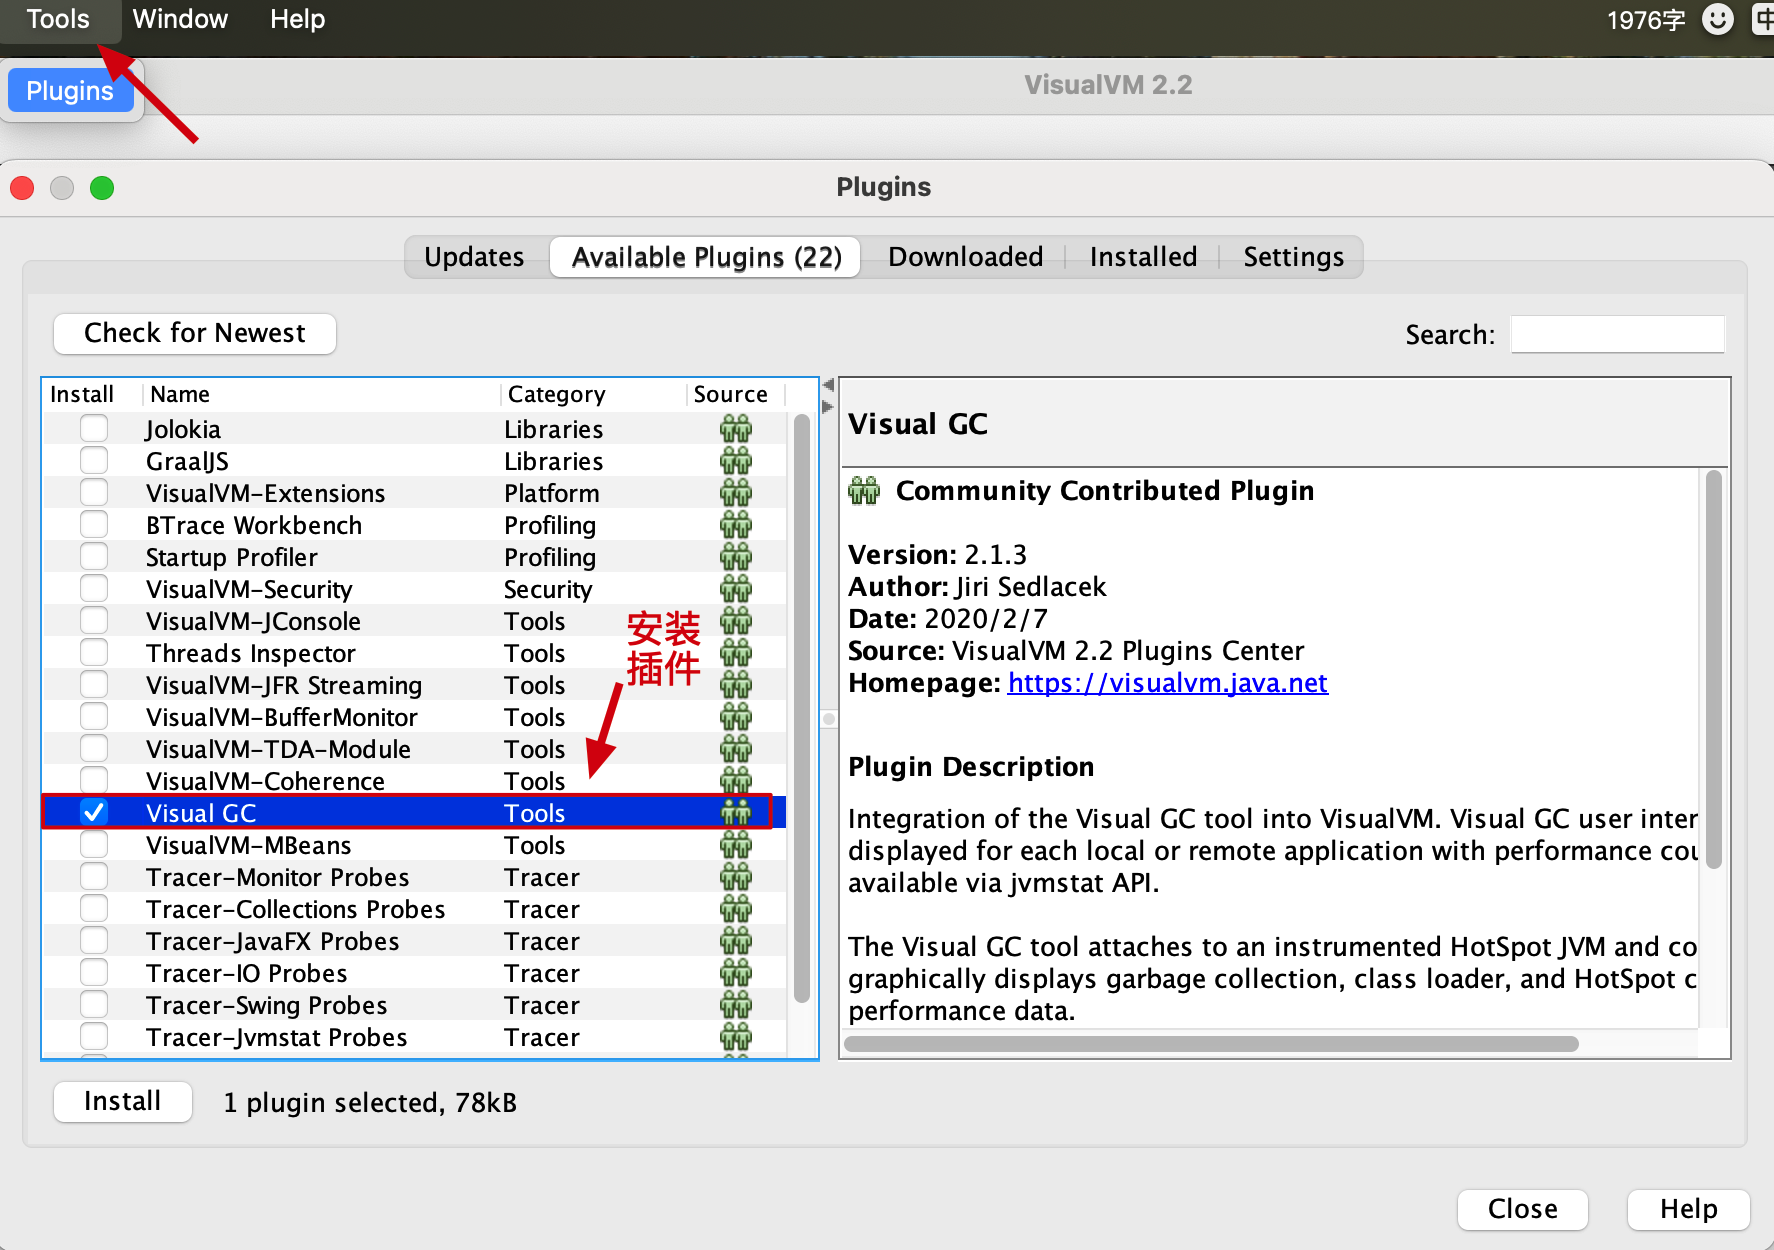 Tools Window Help 1976字 中
Plugins
VisualVM 2.2
Plugins
Updates Available Plugins (22) Downloaded Installed Settings
Check for Newest
Search:
Install Name Category Source
Jolokia Libraries
GraalJS Libraries
VisualVM-Extensions Platform
BTrace Workbench Profiling
Startup Profiler Profiling
VisualVM-Security Security
VisualVM-JConsole Tools
Threads Inspector Tools
VisualVM-JFR Streaming Tools
VisualVM-BufferMonitor Tools
VisualVM-TDA-Module Tools
VisualVM-Coherence Tools
Visual GC Tools
VisualVM-MBeans Tools
Tracer-Monitor Probes Tracer
Tracer-Collections Probes Tracer
Tracer-JavaFX Probes Tracer
Tracer-IO Probes Tracer
Tracer-Swing Probes Tracer
Tracer-Jvmstat Probes Tracer
安装
插件
Visual GC
Community Contributed Plugin
Version: 2.1.3
Author: Jiri Sedlacek
Date: 2020/2/7
Source: VisualVM 2.2 Plugins Center
Homepage: https://visualvm.java.net
Plugin Description
Integration of the Visual GC tool into VisualVM. Visual GC user inter
displayed for each local or remote application with performance cou
available via jvmstat API.
The Visual GC tool attaches to an instrumented HotSpot JVM and co
graphically displays garbage collection, class loader, and HotSpot c
performance data.
Install 1 plugin selected, 78kB
Close Help